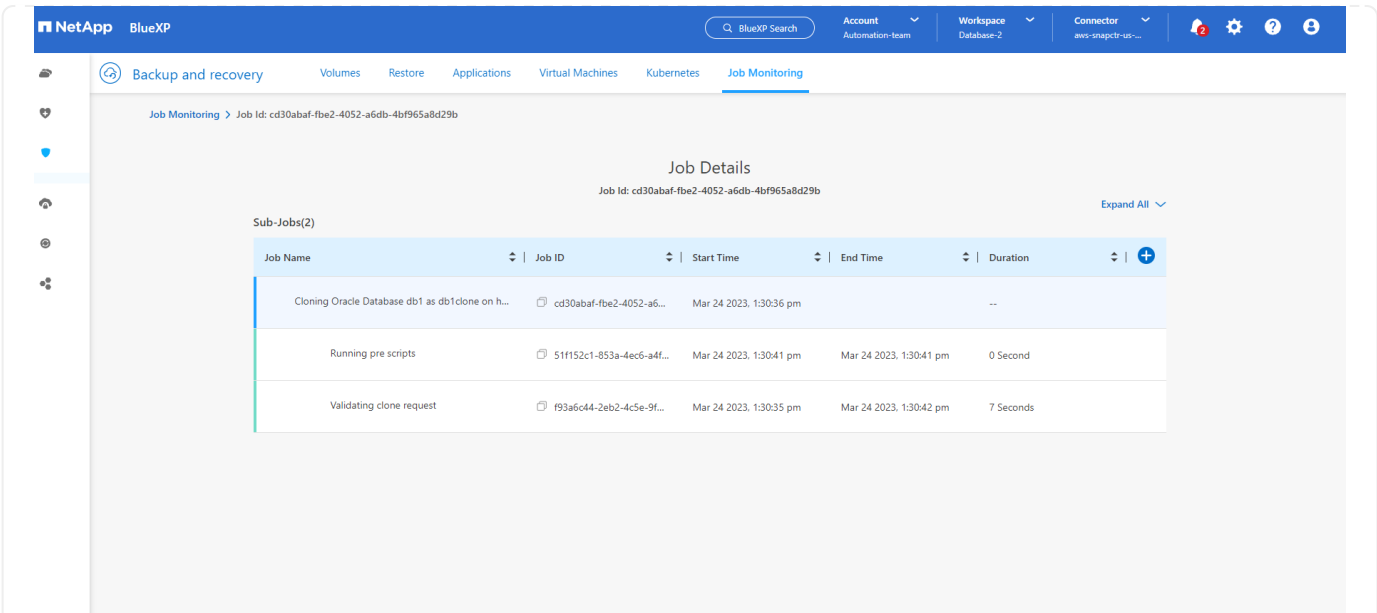 NetApp BlueXP BlueXP Search Account Workspace Connector
Automation-team Database-2 aws-snapctr-us-... 2
Backup and recovery Volumes Restore Applications Virtual Machines Kubernetes Job Monitoring
Job Monitoring > Job Id: cd30abaf-fbe2-4052-a6db-4bf965a8d29b
Job Details
Job Id: cd30abaf-fbe2-4052-a6db-4bf965a8d29b
Expand All
Sub-Jobs(2)
Job Name Job ID Start Time End Time Duration
Cloning Oracle Database db1 as db1clone on h... cd30abaf-fbe2-4052-a6... Mar 24 2023, 1:30:36 pm --
Running pre scripts 51f152c1-853a-4ec6-a4f... Mar 24 2023, 1:30:41 pm Mar 24 2023, 1:30:41 pm 0 Second
Validating clone request f93a6c44-2eb2-4c5e-9f... Mar 24 2023, 1:30:35 pm Mar 24 2023, 1:30:42 pm 7 Seconds